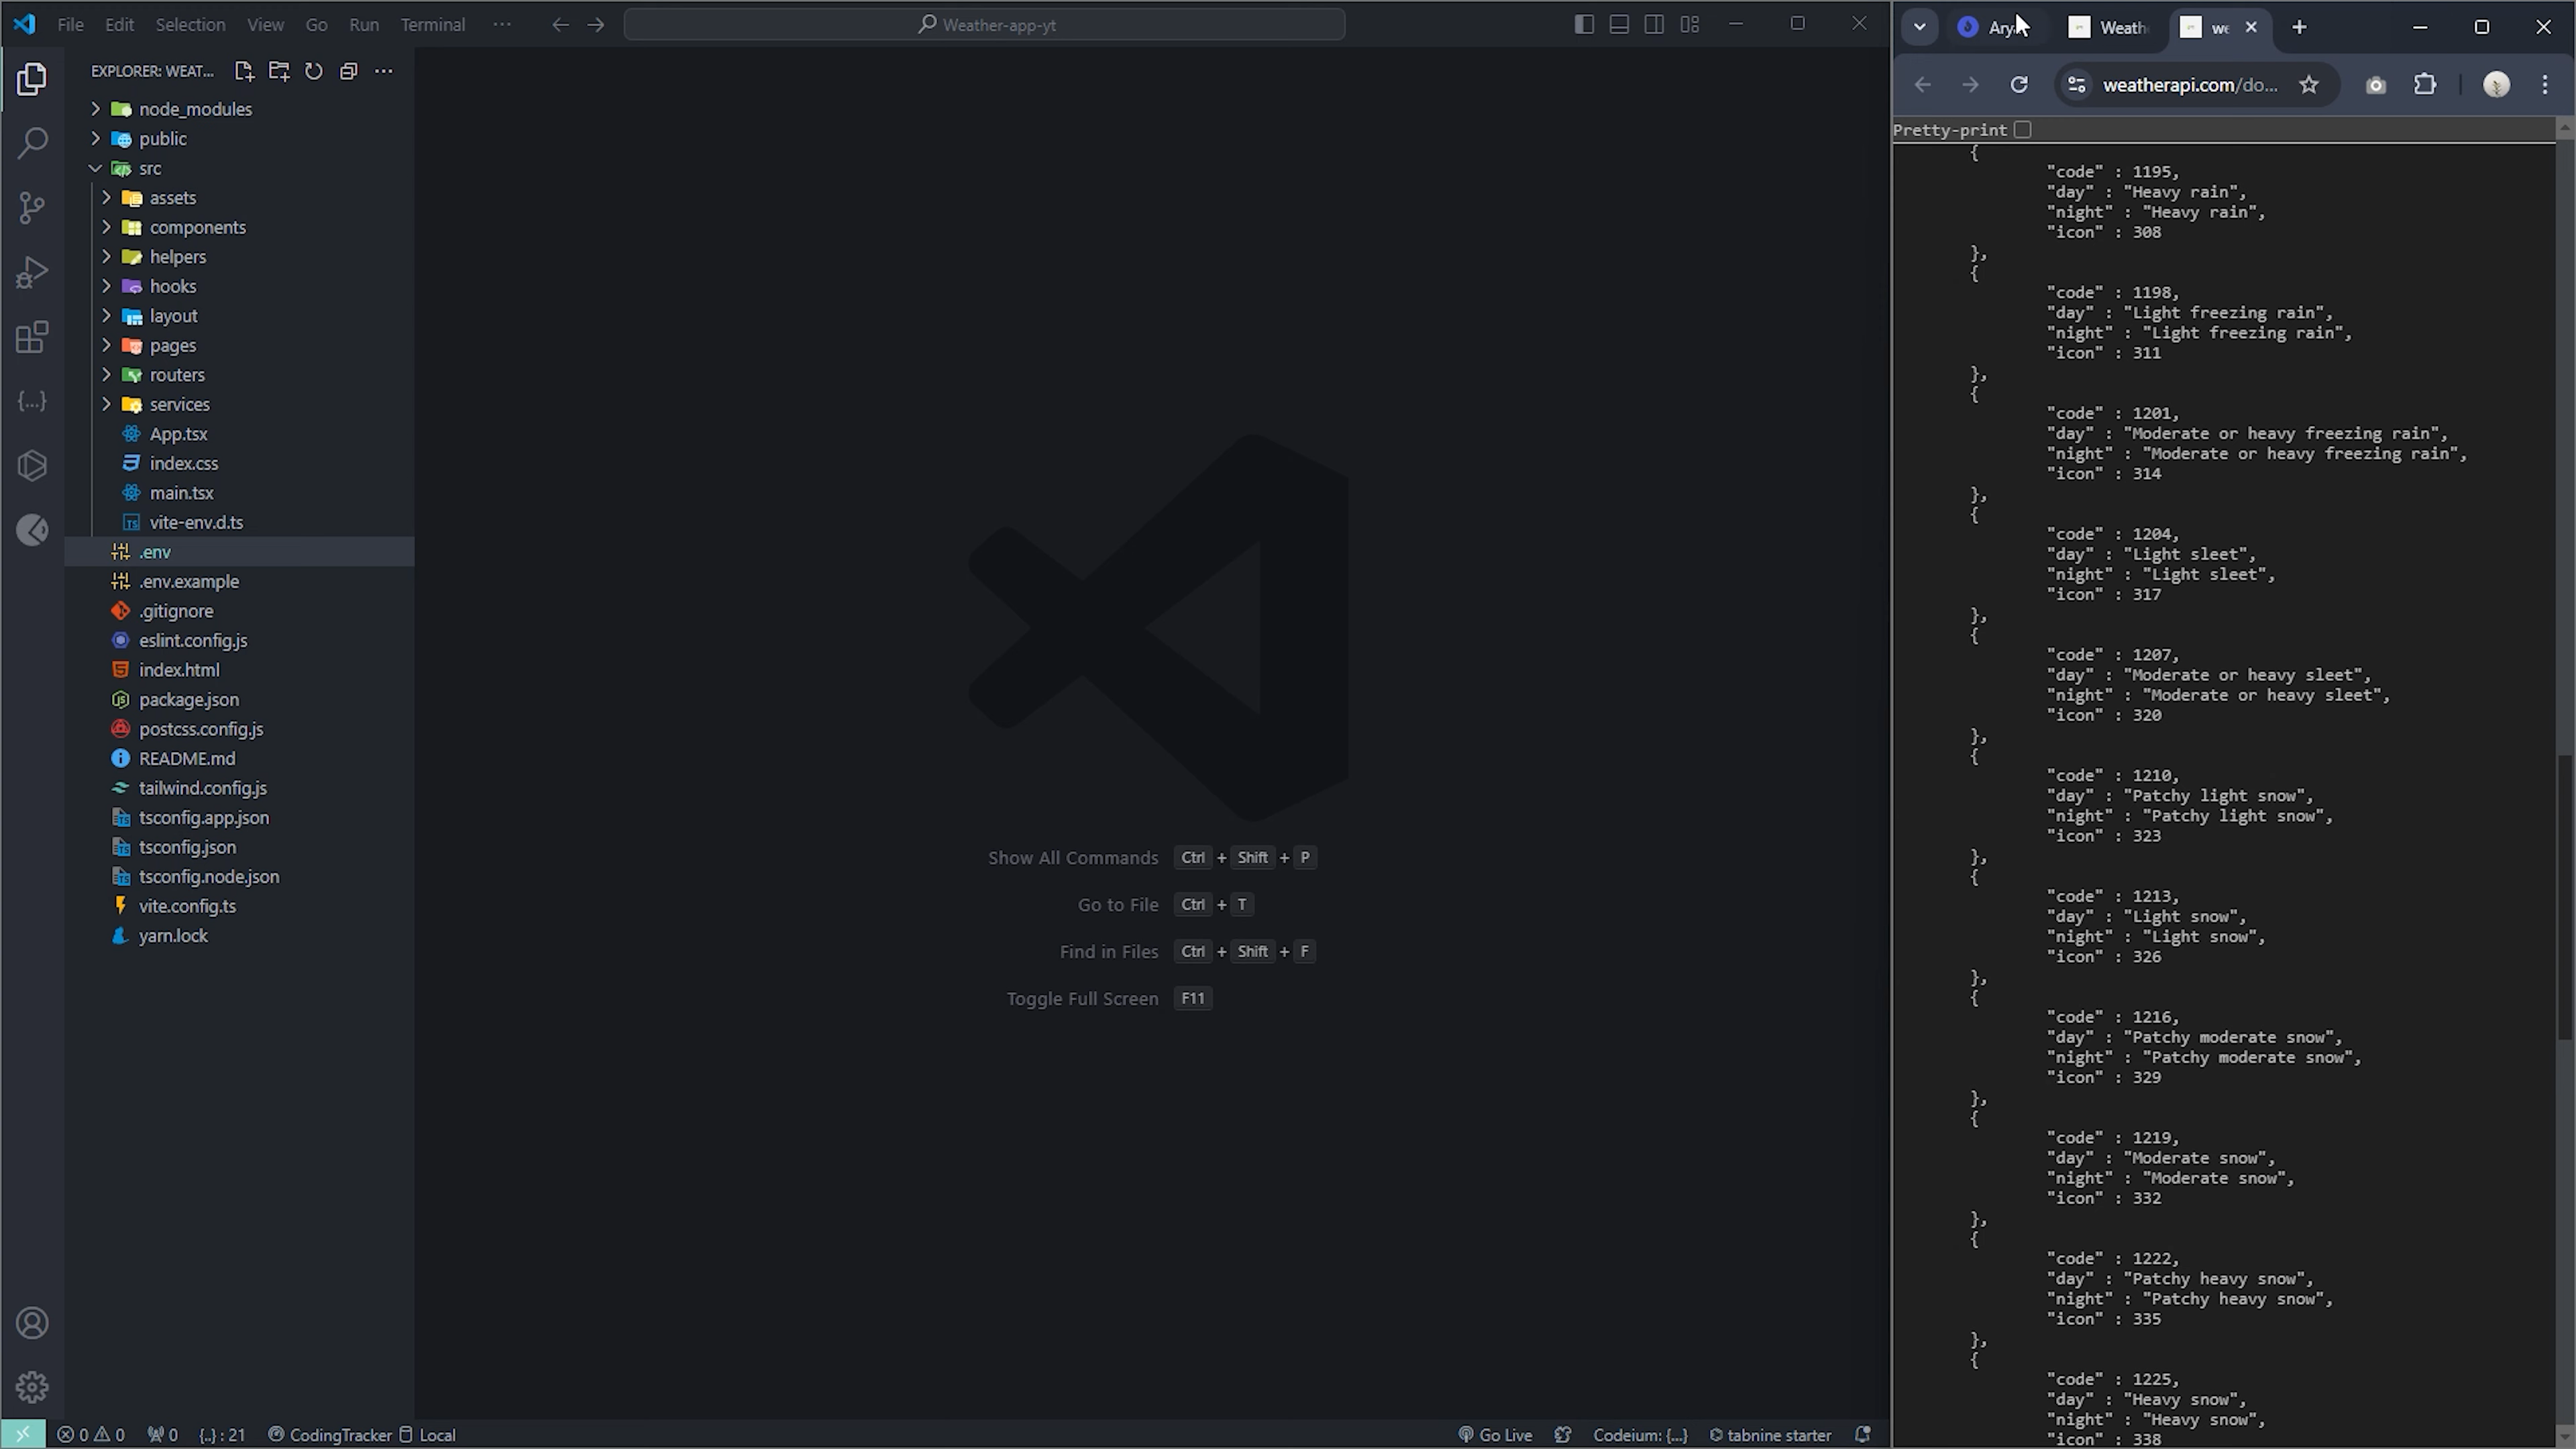 File Edit Selection View Go Run Terminal ···
Weather-app-yt
EXPLORER: WEAT...
node_modules
public
src
assets
components
helpers
hooks
layout
pages
routers
services
App.tsx
index.css
main.tsx
vite-env.d.ts
.env
.env.example
.gitignore
eslint.config.js
index.html
package.json
postcss.config.js
README.md
tailwind.config.js
tsconfig.app.json
tsconfig.json
tsconfig.node.json
vite.config.ts
yarn.lock
Show All Commands Ctrl + Shift + P
Go to File Ctrl + T
Find in Files Ctrl + Shift + F
Toggle Full Screen F11
0 0 0 {..} : 21 CodingTracker Local
Go Live Codeium: {...} tabnine starter
Ary Weath we
weatherapi.com/do...
Pretty-print
{
"code" : 1195,
"day" : "Heavy rain",
"night" : "Heavy rain",
"icon" : 308
},
{
"code" : 1198,
"day" : "Light freezing rain",
"night" : "Light freezing rain",
"icon" : 311
},
{
"code" : 1201,
"day" : "Moderate or heavy freezing rain",
"night" : "Moderate or heavy freezing rain",
"icon" : 314
},
{
"code" : 1204,
"day" : "Light sleet",
"night" : "Light sleet",
"icon" : 317
},
{
"code" : 1207,
"day" : "Moderate or heavy sleet",
"night" : "Moderate or heavy sleet",
"icon" : 320
},
{
"code" : 1210,
"day" : "Patchy light snow",
"night" : "Patchy light snow",
"icon" : 323
},
{
"code" : 1213,
"day" : "Light snow",
"night" : "Light snow",
"icon" : 326
},
{
"code" : 1216,
"day" : "Patchy moderate snow",
"night" : "Patchy moderate snow",
"icon" : 329
},
{
"code" : 1219,
"day" : "Moderate snow",
"night" : "Moderate snow",
"icon" : 332
},
{
"code" : 1222,
"day" : "Patchy heavy snow",
"night" : "Patchy heavy snow",
"icon" : 335
},
{
"code" : 1225,
"day" : "Heavy snow",
"night" : "Heavy snow",
"icon" : 338